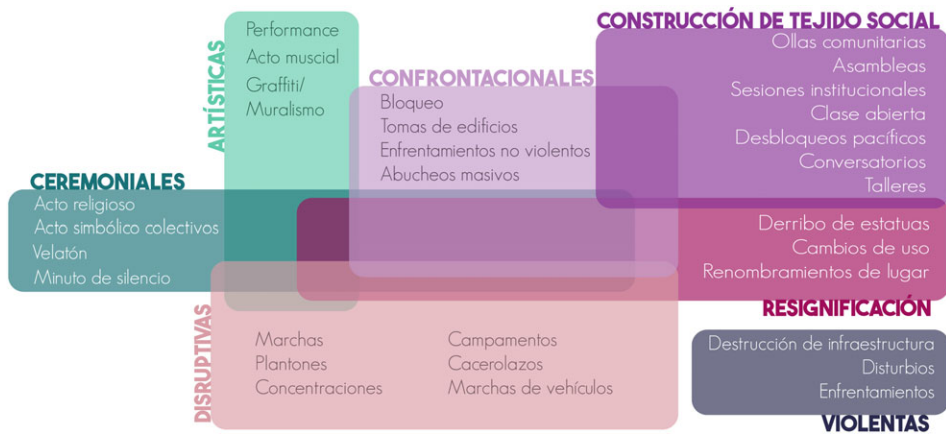 ARTÍSTICAS
Performance
Acto muscial
Graffiti/
Muralismo
CONFRONTACIONALES
Bloqueo
Tomas de edificios
Enfrentamientos no violentos
Abucheos masivos
CONSTRUCCIÓN DE TEJIDO SOCIAL
Ollas comunitarias
Asambleas
Sesiones institucionales
Clase abierta
Desbloqueos pacíficos
Conversatorios
Talleres
CEREMONIALES
Acto religioso
Acto simbólico colectivos
Velatón
Minuto de silencio
Derribo de estatuas
Cambios de uso
Renombramientos de lugar
RESIGNIFICACIÓN
DISRUPTIVAS
Marchas
Plantones
Concentraciones
Campamentos
Cacerolazos
Marchas de vehículos
Destrucción de infraestructura
Disturbios
Enfrentamientos
VIOLENTAS